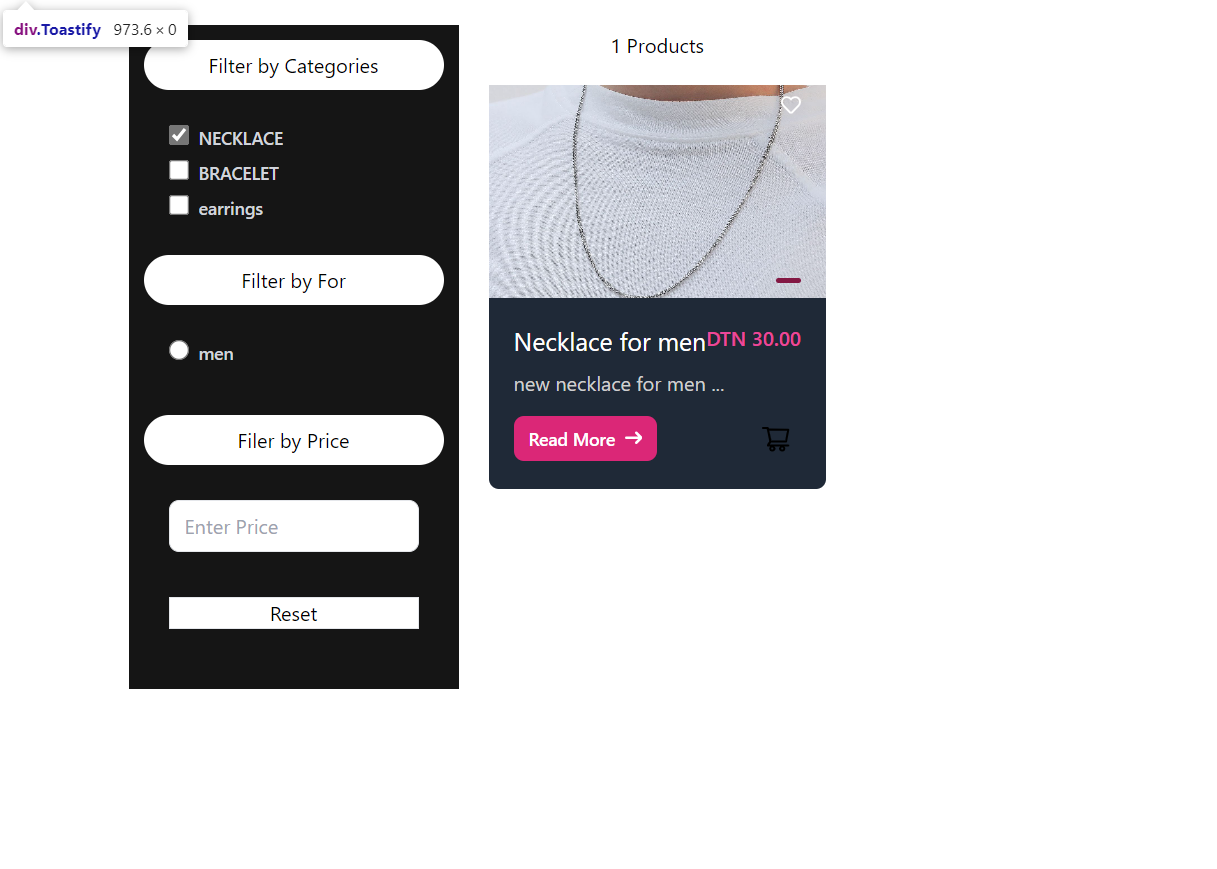 div.Toastify 973.6 × 0
Filter by Categories
NECKLACE
BRACELET
earrings
Filter by For
men
Filer by Price
Enter Price
Reset
1 Products
Necklace for men DTN 30.00
new necklace for men ...
Read More →